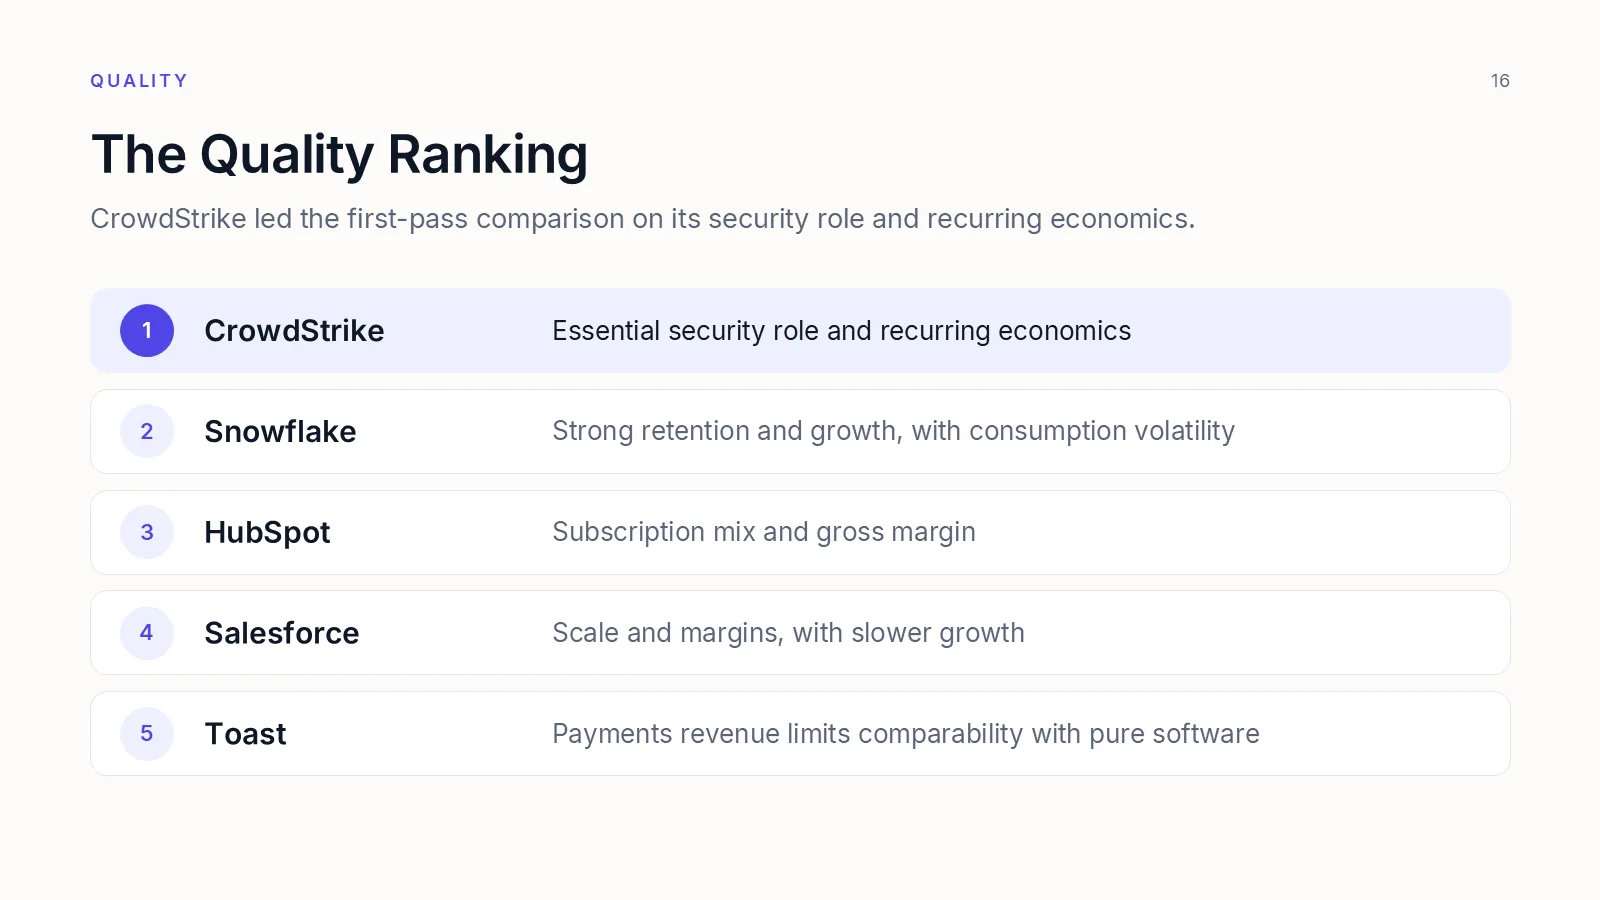 QUALITY
16
The Quality Ranking
CrowdStrike led the first-pass comparison on its security role and recurring economics.
1 CrowdStrike Essential security role and recurring economics
2 Snowflake Strong retention and growth, with consumption volatility
3 HubSpot Subscription mix and gross margin
4 Salesforce Scale and margins, with slower growth
5 Toast Payments revenue limits comparability with pure software